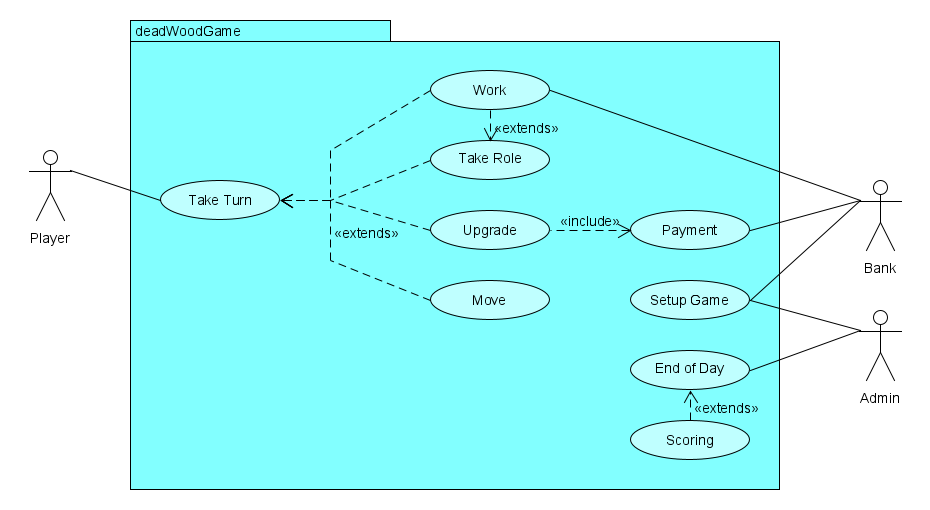 deadWoodGame
Work
«extends»
Take Role
Take Turn
Player
Upgrade
«include»
Payment
«extends»
Bank
Move
Setup Game
End of Day
Admin
«extends»
Scoring